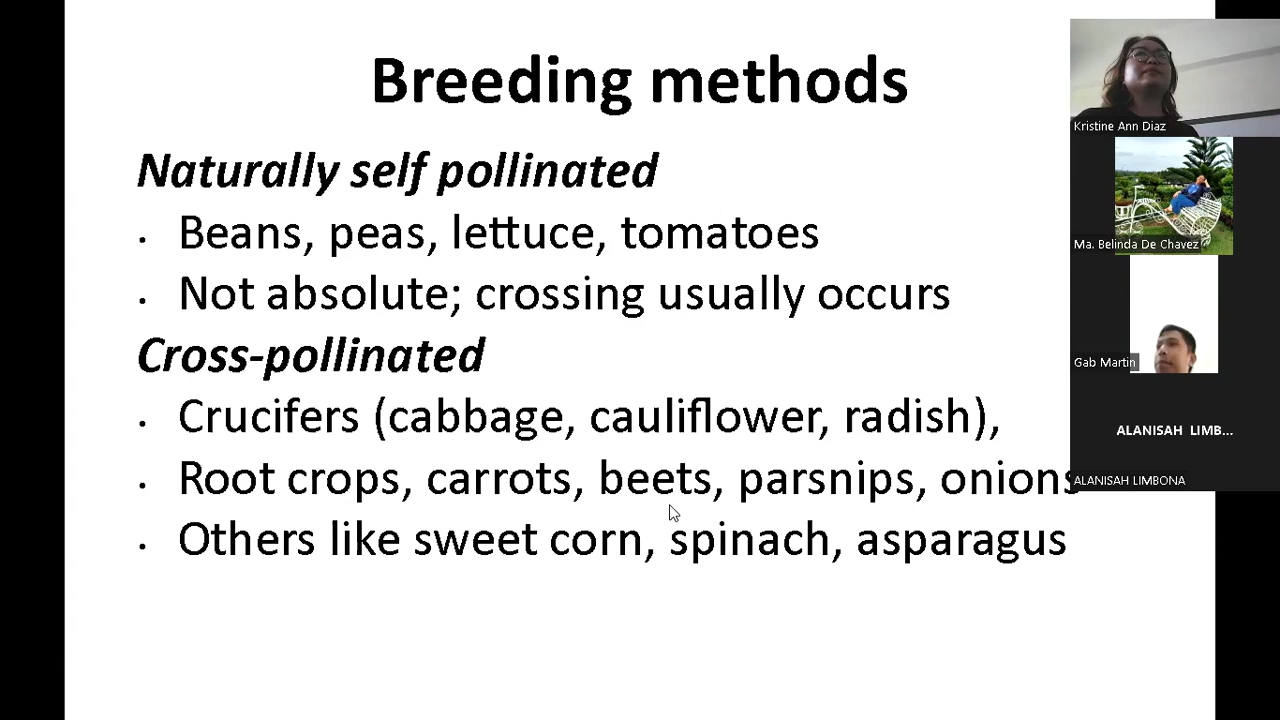 Breeding methods
Naturally self pollinated
• Beans, peas, lettuce, tomatoes
• Not absolute; crossing usually occurs
Cross-pollinated
• Crucifers (cabbage, cauliflower, radish),
• Root crops, carrots, beets, parsnips, onions
• Others like sweet corn, spinach, asparagus
Kristine Ann Diaz
Ma. Belinda De Chavez
Gab Martin
ALANISAH LIMB...
ALANISAH LIMBONA